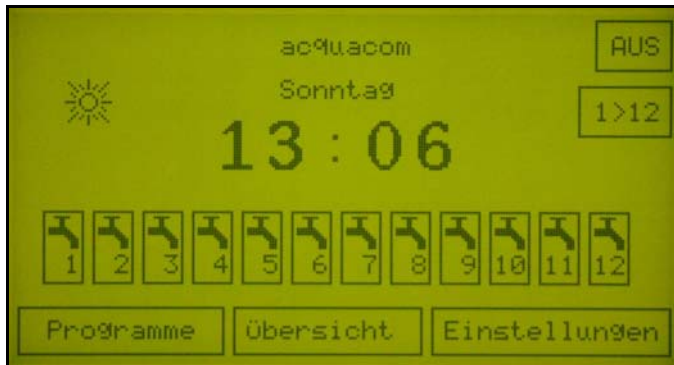 acquacom
AUS
Sonntag
1>12
13:06
1 2 3 4 5 6 7 8 9 10 11 12
Programme übersicht Einstellungen